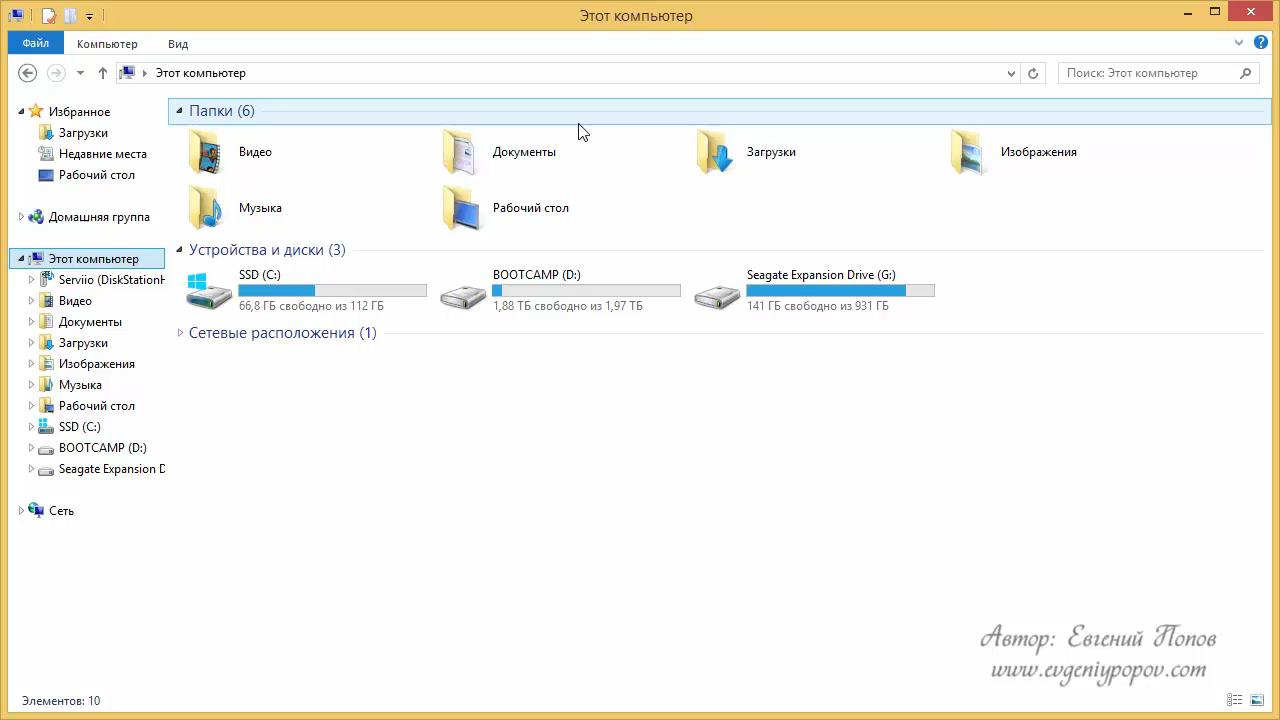 Этот компьютер
Файл Компьютер Вид
Этот компьютер
Поиск: Этот компьютер
Избранное
Загрузки
Недавние места
Рабочий стол
Домашняя группа
Этот компьютер
Serviio (DiskStationH
Видео
Документы
Загрузки
Изображения
Музыка
Рабочий стол
SSD (C:)
BOOTCAMP (D:)
Seagate Expansion D
Сеть
Папки (6)
Видео
Документы
Загрузки
Изображения
Музыка
Рабочий стол
Устройства и диски (3)
SSD (C:)
66,8 ГБ свободно из 112 ГБ
BOOTCAMP (D:)
1,88 ТБ свободно из 1,97 ТБ
Seagate Expansion Drive (G:)
141 ГБ свободно из 931 ГБ
Сетевые расположения (1)
Автор: Евгений Попов
www.evgeniypopov.com
Элементов: 10